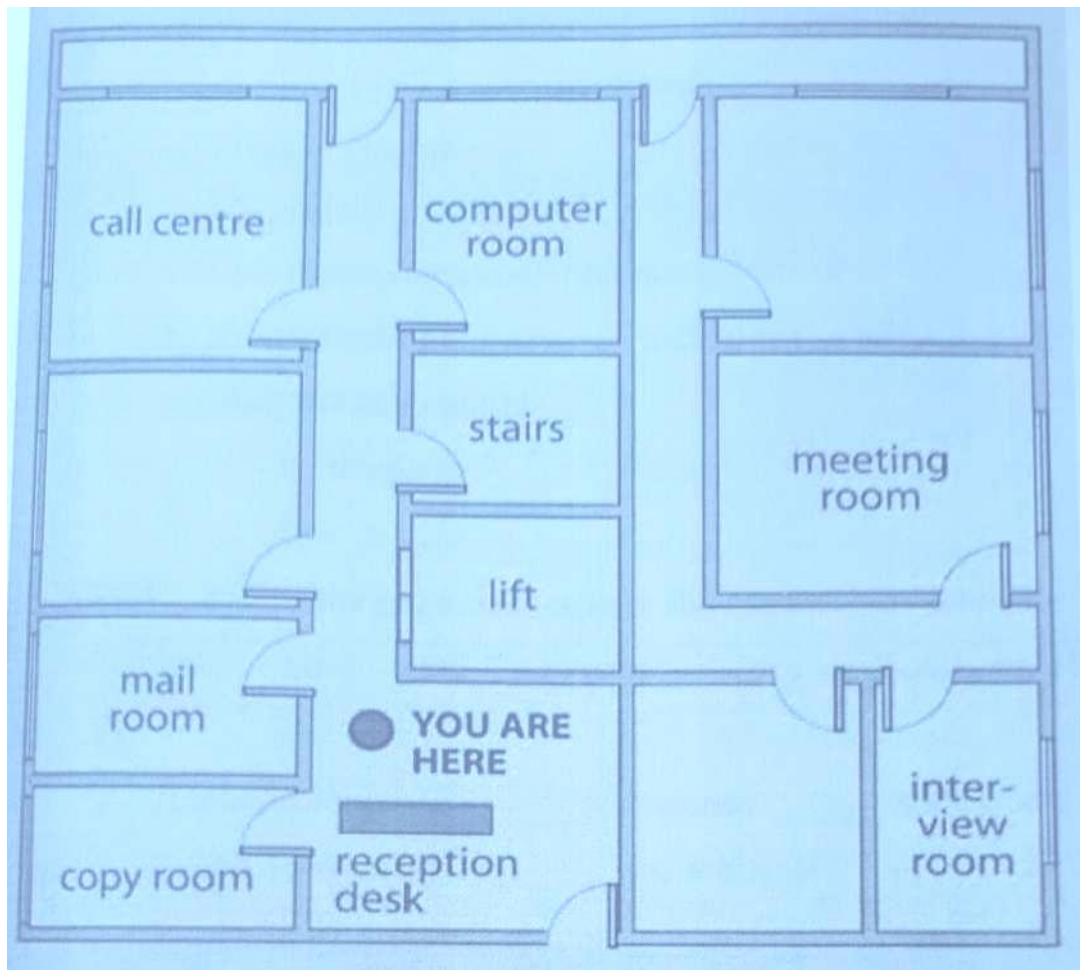 call centre
computer
room
stairs
meeting
room
lift
mail
room
YOU ARE
HERE
inter-
view
room
copy room
reception
desk